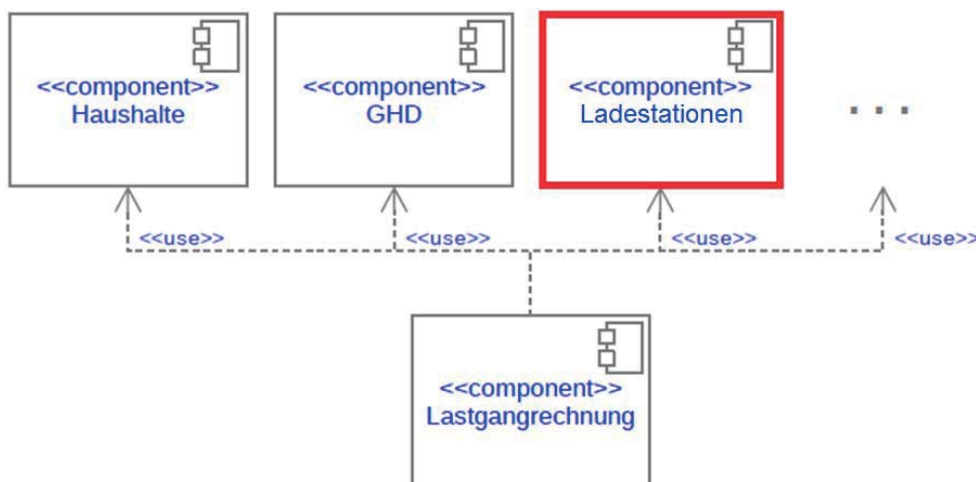 <<component>>
Haushalte
<<component>>
GHD
<<component>>
Ladestationen
. . .
<<use>>
<<use>>
<<use>>
<<use>>
<<component>>
Lastgangrechnung